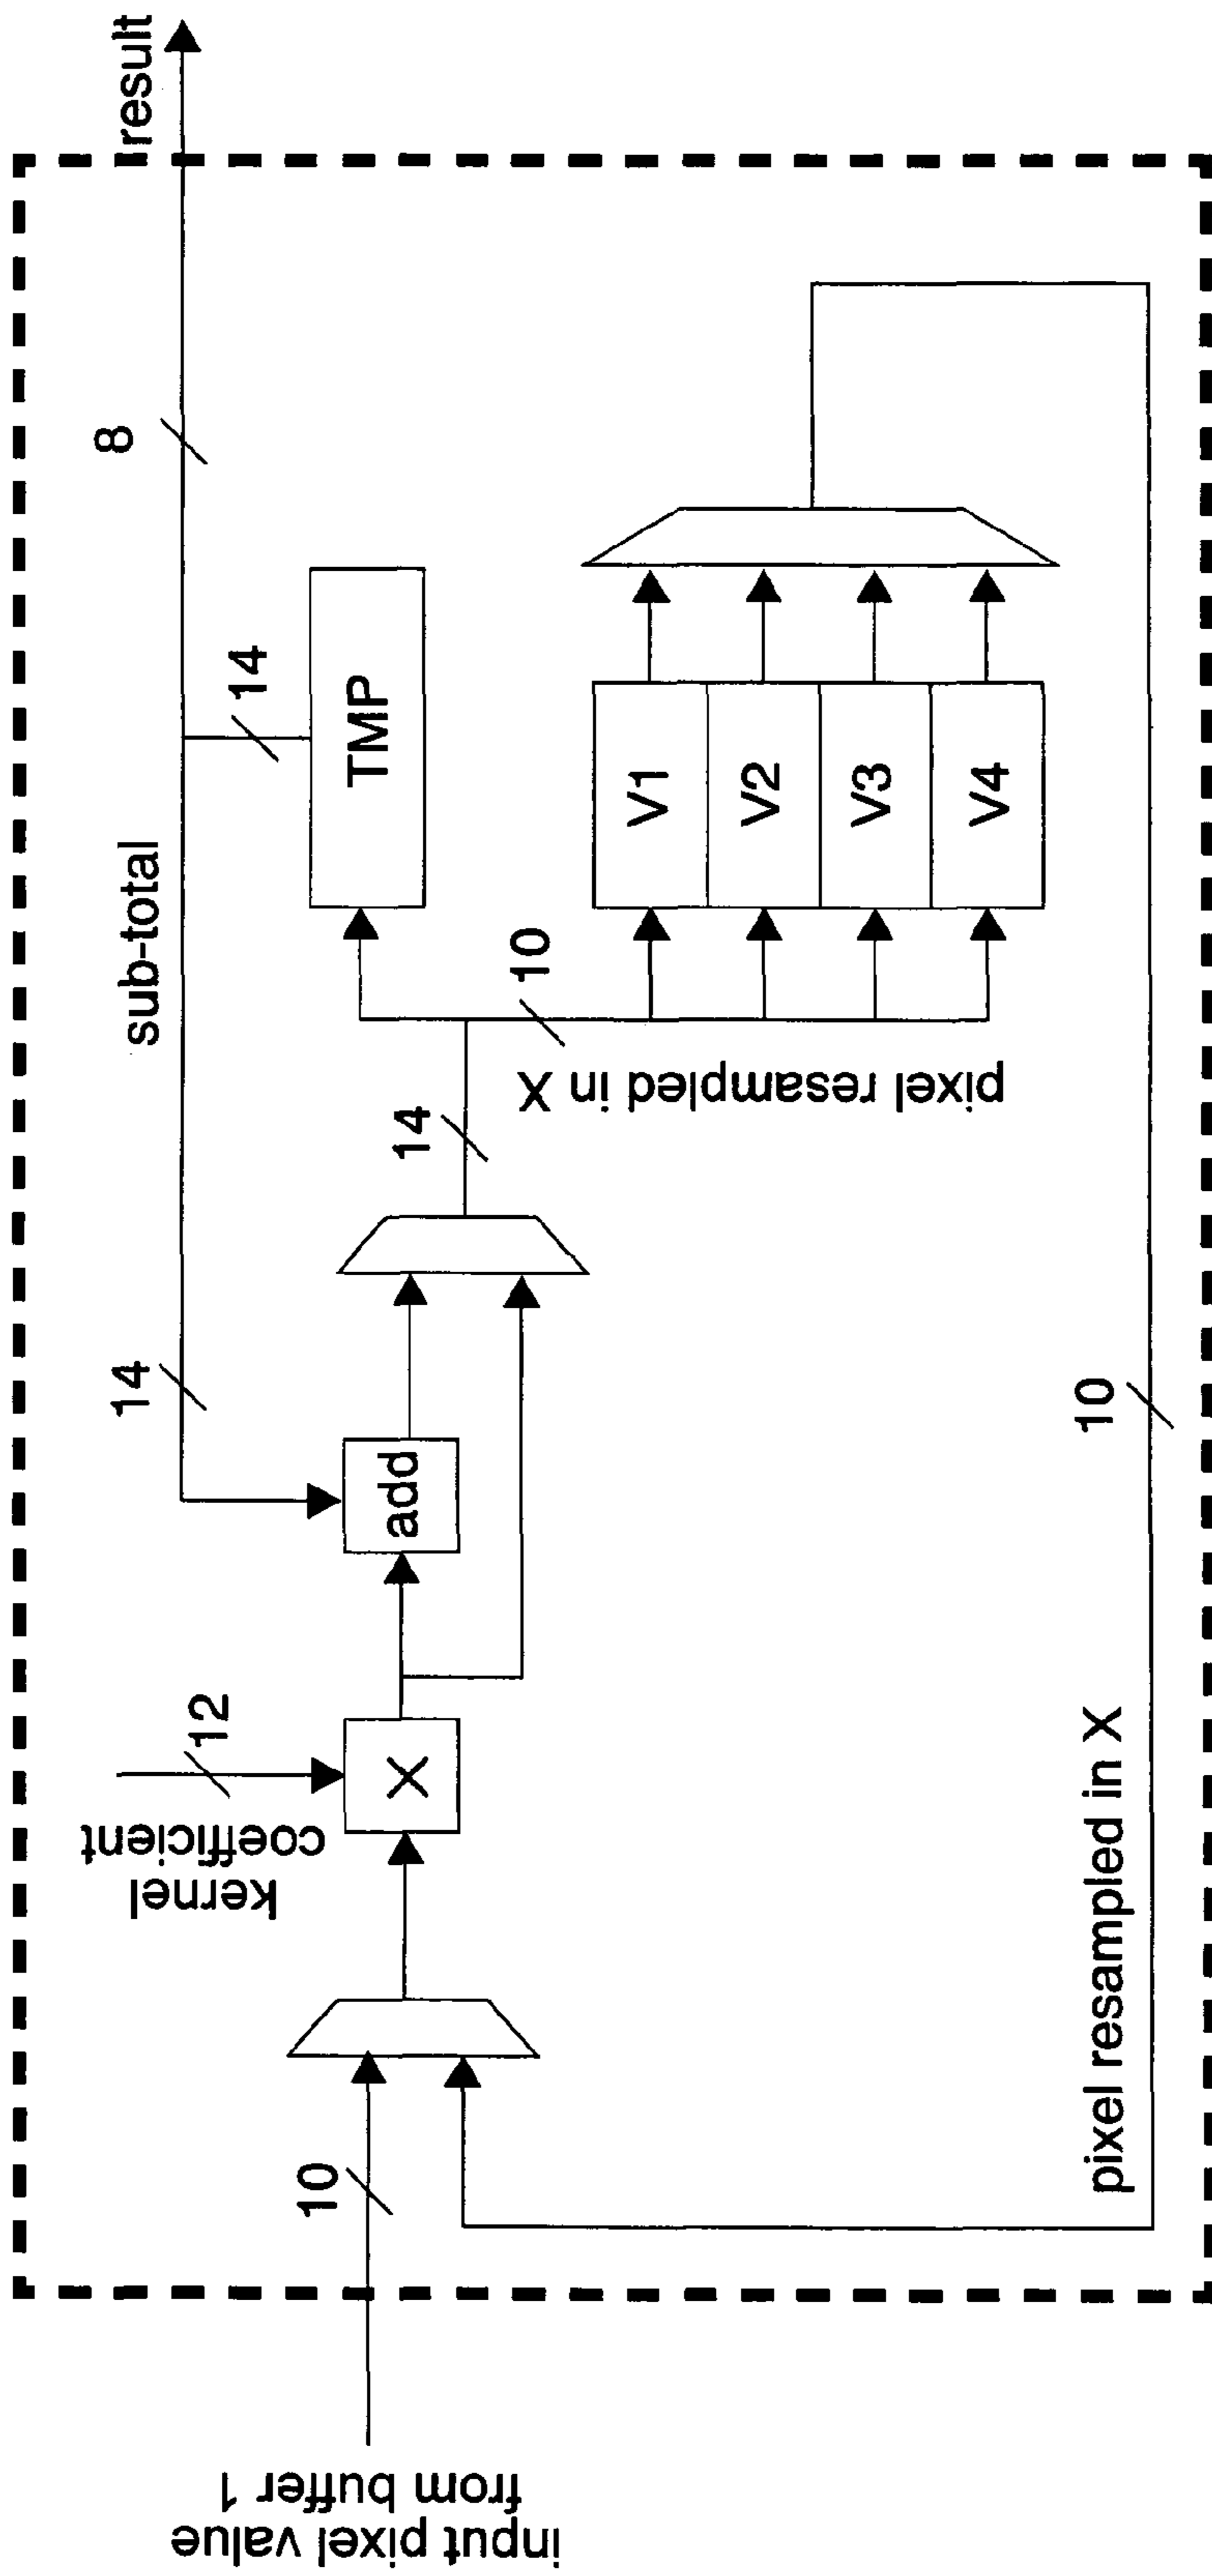 input pixel value
from buffer 1
10
kernel
coefficient
12
X
add
14
sub-total
14
pixel resampled in X
10
TMP
14
V1
V2
V3
V4
8
result
10
pixel resampled in X